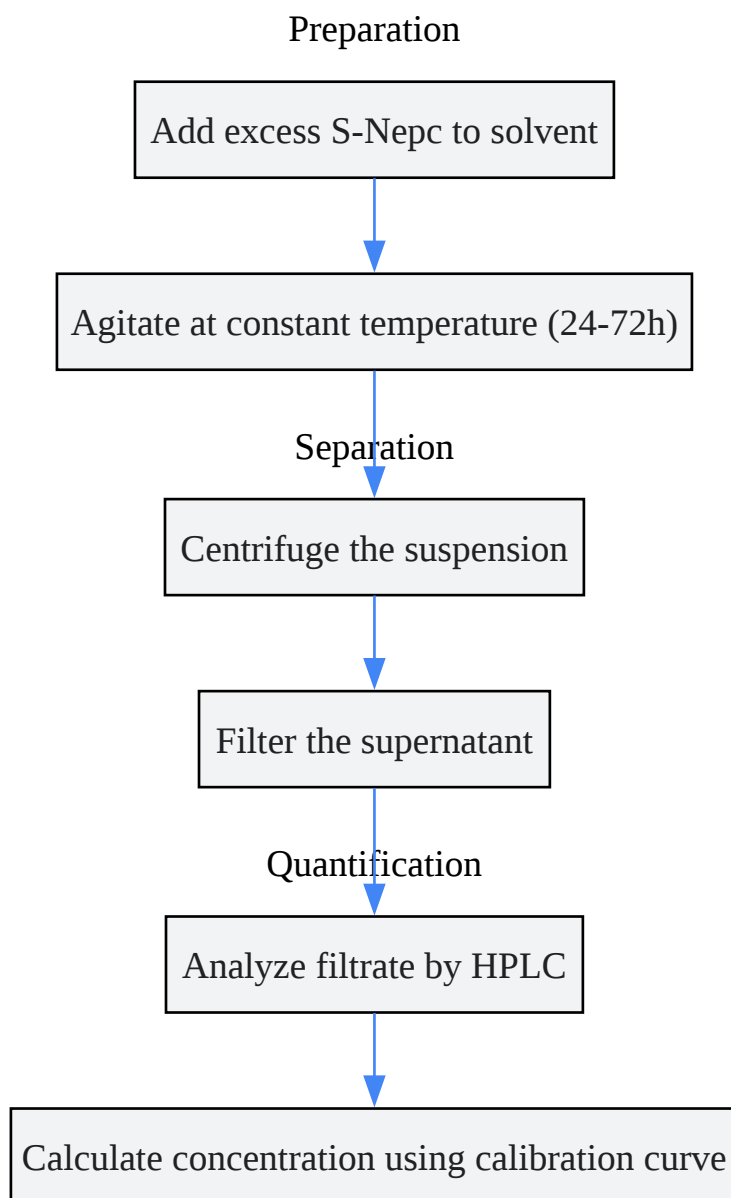 Preparation
Add excess S-Nepc to solvent
Agitate at constant temperature (24-72h)
Separation
Centrifuge the suspension
Filter the supernatant
Quantification
Analyze filtrate by HPLC
Calculate concentration using calibration curve